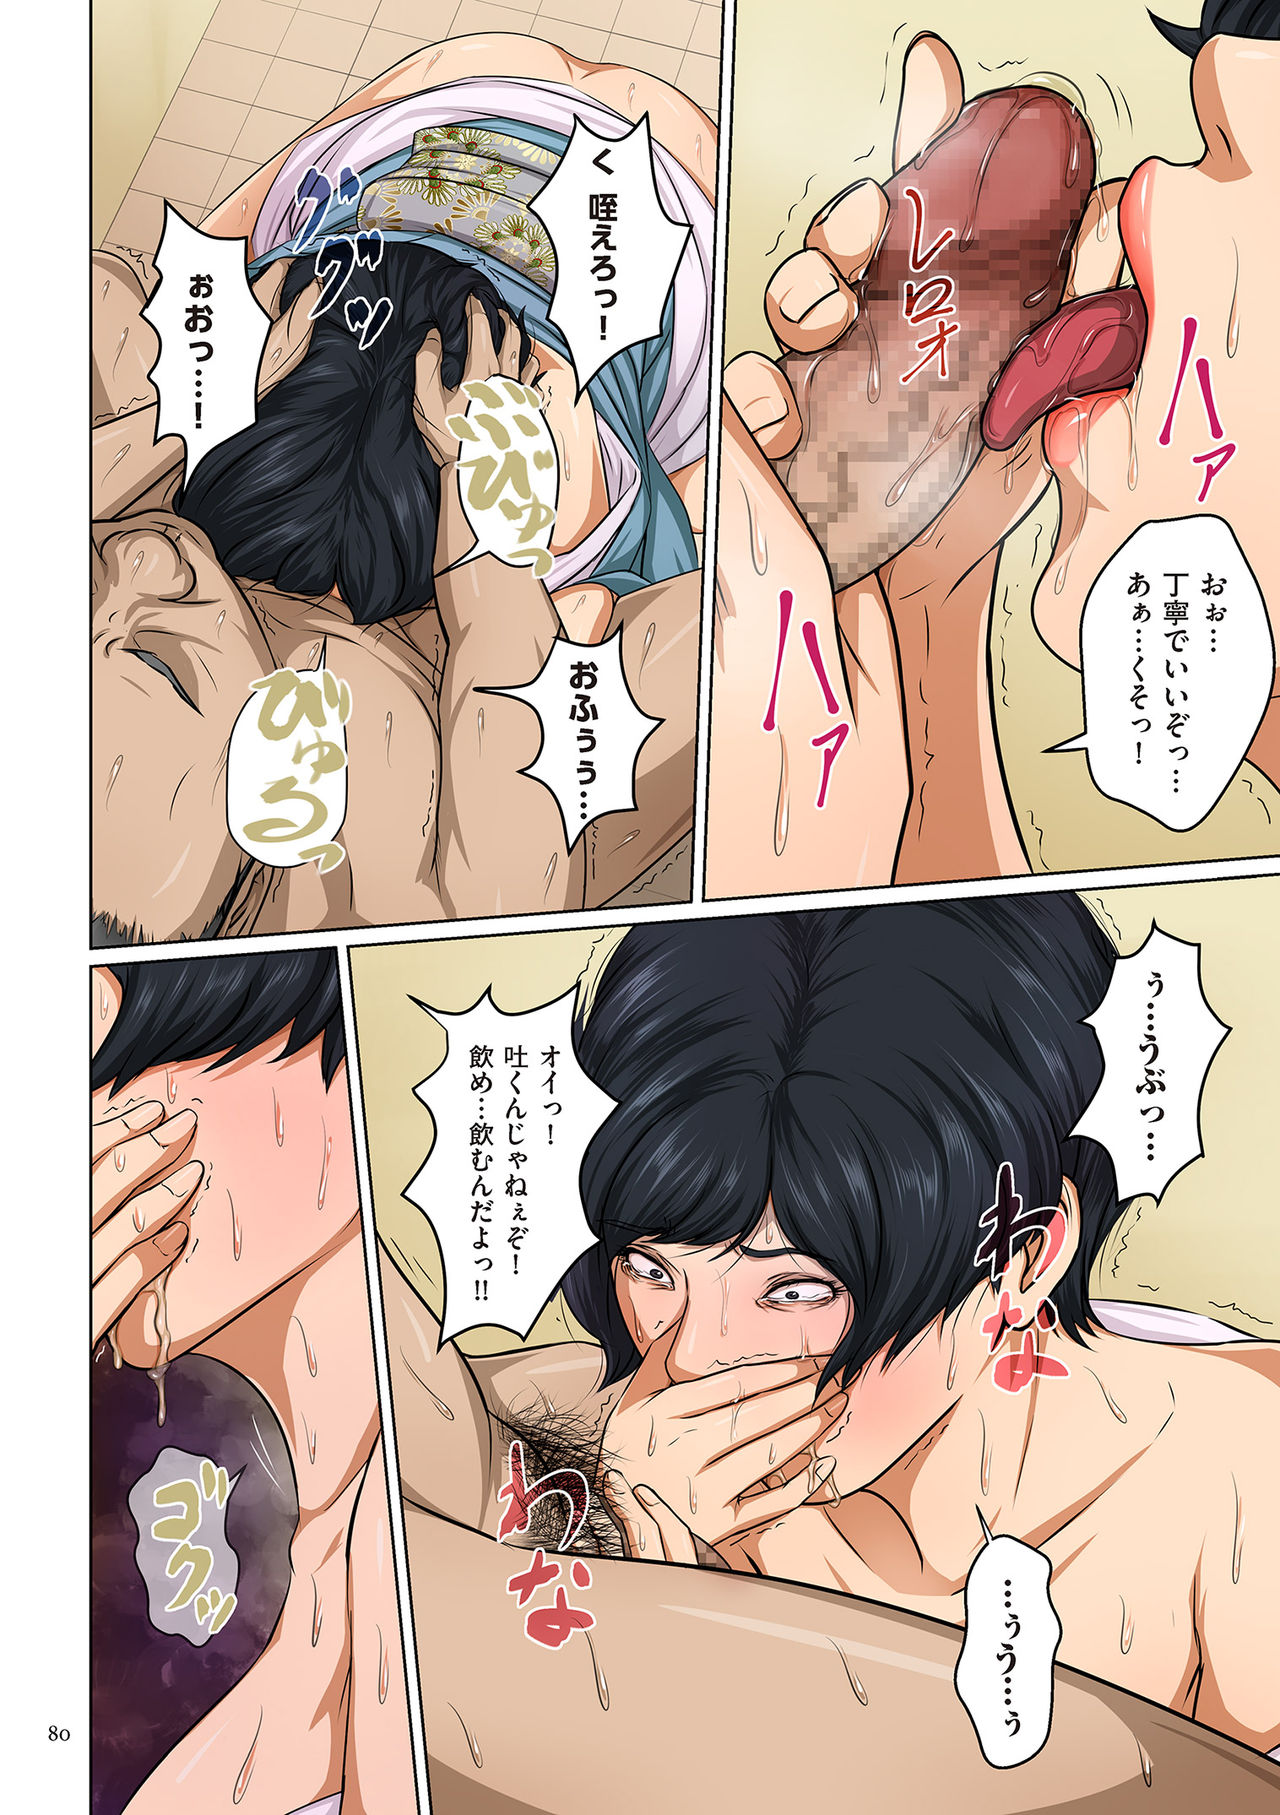 おぉ…
丁寧でいいぞっ…
あぁ…くそっ！
レロォ
ハァ
ハァ
く 咥えろっ！
グググッ
おおっ…！
ぶびゅっ
おふぅぅ…
びゅるるっ
う…うぶっ…
オイっ！
吐くんじゃねぇぞ！
飲め…飲むんだよっ!!
わな
わな
…ぅう…ぅ
ゴクッ
80